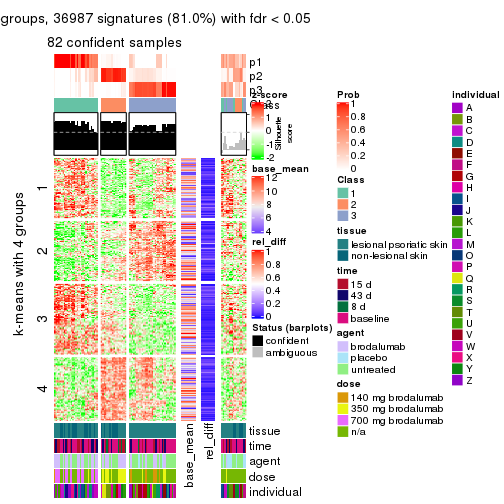 groups, 36987 signatures (81.0%) with fdr < 0.05
82 confident samples
p1
p2
p3
Class
z-score
2
1
0
-1
-2
Silhouette
score
base_mean
12
10
8
6
4
rel_diff
1
0.8
0.6
0.4
0.2
0
Status (barplots)
confident
ambiguous
k-means with 4 groups
1
2
3
4
base_mean
rel_diff
tissue
time
agent
dose
individual
Prob
1
0.8
0.6
0.4
0.2
0
Class
1
2
3
tissue
lesional psoriatic skin
non-lesional skin
time
15 d
43 d
8 d
baseline
agent
brodalumab
placebo
untreated
dose
140 mg brodalumab
350 mg brodalumab
700 mg brodalumab
n/a
individual
A
B
C
D
E
F
G
H
I
J
K
L
M
O
P
Q
R
S
T
U
V
W
X
Y
Z